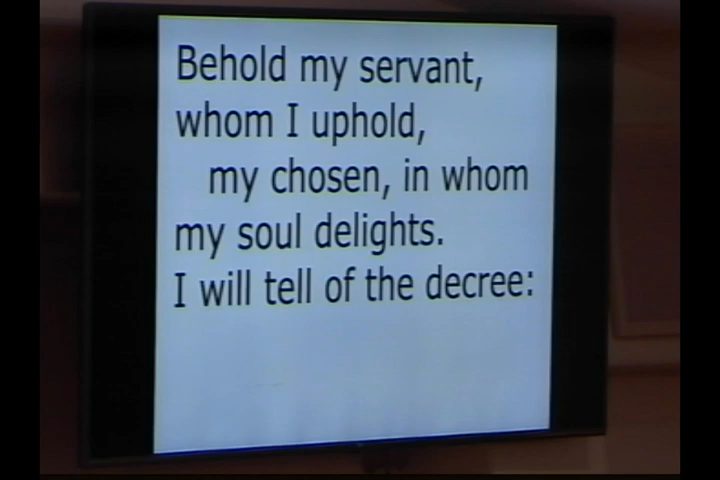 Behold my servant,
whom I uphold,
my chosen, in whom
my soul delights.
I will tell of the decree: